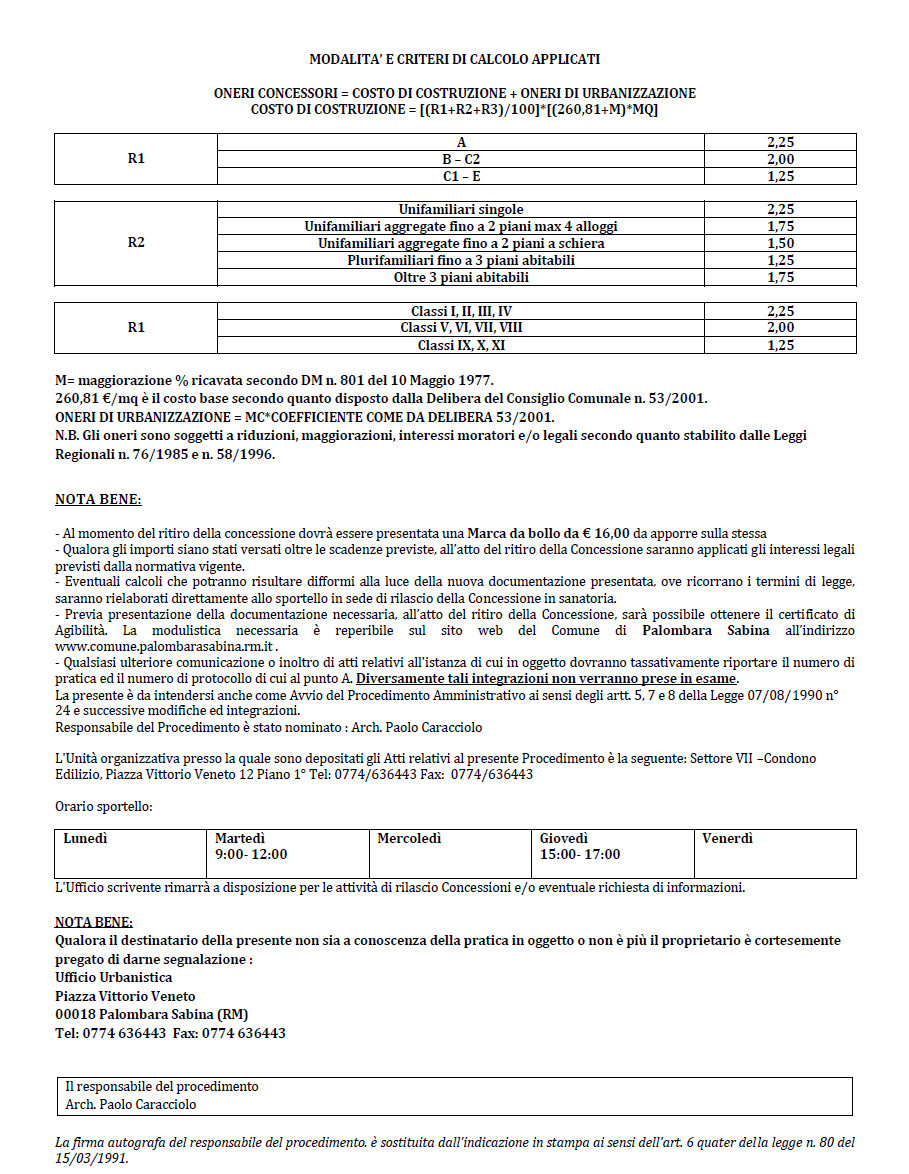 MODALITA' E CRITERI DI CALCOLO APPLICATI
ONERI CONCESSORI = COSTO DI COSTRUZIONE + ONERI DI URBANIZZAZIONE
COSTO DI COSTRUZIONE = [(R1+R2+R3)/100]*[(260,81+M)*MQ]
R1
A 2,25
B – C2 2,00
C1 – E 1,25
R2
Unifamiliari singole 2,25
Unifamiliari aggregate fino a 2 piani max 4 alloggi 1,75
Unifamiliari aggregate fino a 2 piani a schiera 1,50
Plurifamiliari fino a 3 piani abitabili 1,25
Oltre 3 piani abitabili 1,75
R1
Classi I, II, III, IV 2,25
Classi V, VI, VII, VIII 2,00
Classi IX, X, XI 1,25
M= maggiorazione % ricavata secondo DM n. 801 del 10 Maggio 1977.
260,81 €/mq è il costo base secondo quanto disposto dalla Delibera del Consiglio Comunale n. 53/2001.
ONERI DI URBANIZZAZIONE = MC*COEFFICIENTE COME DA DELIBERA 53/2001.
N.B. Gli oneri sono soggetti a riduzioni, maggiorazioni, interessi moratori e/o legali secondo quanto stabilito dalle Leggi
Regionali n. 76/1985 e n. 58/1996.
NOTA BENE:
- Al momento del ritiro della concessione dovrà essere presentata una Marca da bollo da € 16,00 da apporre sulla stessa
- Qualora gli importi siano stati versati oltre le scadenze previste, all'atto del ritiro della Concessione saranno applicati gli interessi legali
previsti dalla normativa vigente.
- Eventuali calcoli che potranno risultare difformi alla luce della nuova documentazione presentata, ove ricorrano i termini di legge,
saranno rielaborati direttamente allo sportello in sede di rilascio della Concessione in sanatoria.
- Previa presentazione della documentazione necessaria, all'atto del ritiro della Concessione, sarà possibile ottenere il certificato di
Agibilità. La modulistica necessaria è reperibile sul sito web del Comune di Palombara Sabina all'indirizzo
www.comune.palombarasabina.rm.it .
- Qualsiasi ulteriore comunicazione o inoltro di atti relativi all'istanza di cui in oggetto dovranno tassativamente riportare il numero di
pratica ed il numero di protocollo di cui al punto A. Diversamente tali integrazioni non verranno prese in esame.
La presente è da intendersi anche come Avvio del Procedimento Amministrativo ai sensi degli artt. 5, 7 e 8 della Legge 07/08/1990 n°
24 e successive modifiche ed integrazioni.
Responsabile del Procedimento è stato nominato : Arch. Paolo Caracciolo
L'Unità organizzativa presso la quale sono depositati gli Atti relativi al presente Procedimento è la seguente: Settore VII –Condono
Edilizio, Piazza Vittorio Veneto 12 Piano 1° Tel: 0774/636443 Fax: 0774/636443
Orario sportello:
Lunedì Martedì Mercoledì Giovedì Venerdì
9:00- 12:00 15:00- 17:00
L'Ufficio scrivente rimarrà a disposizione per le attività di rilascio Concessioni e/o eventuale richiesta di informazioni.
NOTA BENE:
Qualora il destinatario della presente non sia a conoscenza della pratica in oggetto o non è più il proprietario è cortesemente
pregato di darne segnalazione :
Ufficio Urbanistica
Piazza Vittorio Veneto
00018 Palombara Sabina (RM)
Tel: 0774 636443 Fax: 0774 636443
Il responsabile del procedimento
Arch. Paolo Caracciolo
La firma autografa del responsabile del procedimento. è sostituita dall'indicazione in stampa ai sensi dell'art. 6 quater della legge n. 80 del
15/03/1991.